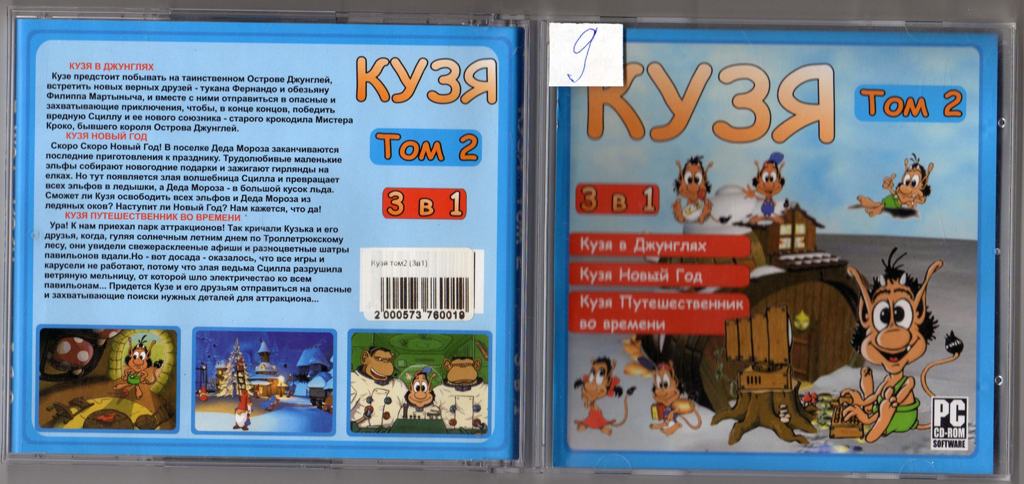 КУЗЯ В ДЖУНГЛЯХ
Кузе предстоит побывать на таинственном Острове Джунглей,
встретить новых верных друзей - тукана Фернандо и обезьяну
Филиппа Мартыныча, и вместе с ними отправиться в опасные и
захватывающие приключения, чтобы, в конце концов, победить
вредную Сциллу и ее нового союзника - старого крокодила Мистера
Кроко, бывшего короля Острова Джунглей.
КУЗЯ НОВЫЙ ГОД
Скоро Скоро Новый Год! В поселке Деда Мороза заканчиваются
последние приготовления к празднику. Трудолюбивые маленькие
эльфы собирают новогодние подарки и зажигают гирлянды на
елках. Но тут появляется злая волшебница Сцилла и превращает
всех эльфов в ледышки, а Деда Мороза - в большой кусок льда.
Сможет ли Кузя освободить всех эльфов и Деда Мороза из
ледяных оков? Наступит ли Новый Год? Нам кажется, что да!
КУЗЯ ПУТЕШЕСТВЕННИК ВО ВРЕМЕНИ
Ура! К нам приехал парк аттракционов! Так кричали Кузька и его
друзья, когда, гуляя солнечным летним днем по Троллетрюкскому
лесу, они увидели свежерасклееные афиши и разноцветные шатры
павильонов вдали.Но - вот досада - оказалось, что все игры и
карусели не работают, потому что злая ведьма Сцилла разрушила
ветряную мельницу, от которой шло электричество ко всем
павильонам... Придется Кузе и его друзьям отправиться на опасные
и захватывающие поиски нужных деталей для аттракциона...
КУЗЯ
Том 2
3 в 1
Кузя том2 (3в1)
2 000573 760019
9
КУЗЯ
Том 2
3 в 1
Кузя в Джунглях
Кузя Новый Год
Кузя Путешественник
во времени
PC
CD-ROM
SOFTWARE